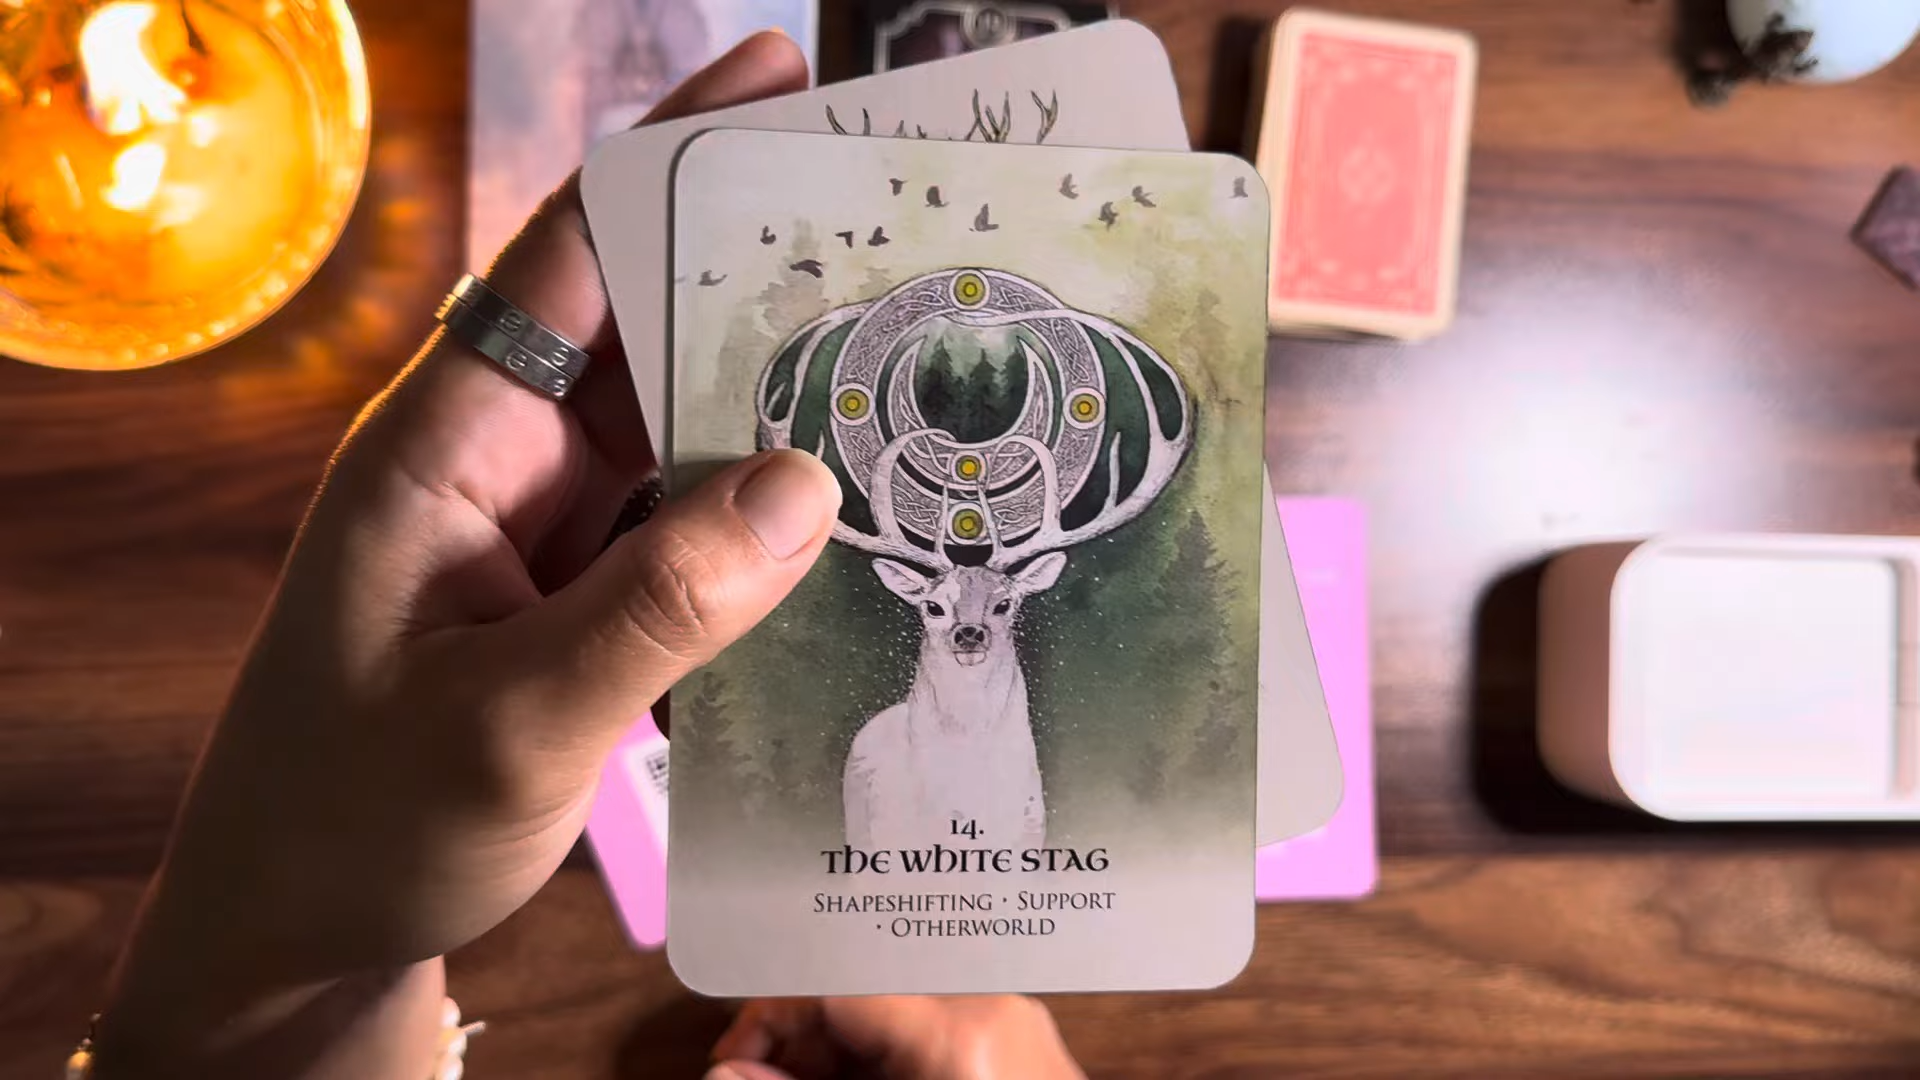 14.
The White Stag
Shapeshifting · Support
· Otherworld